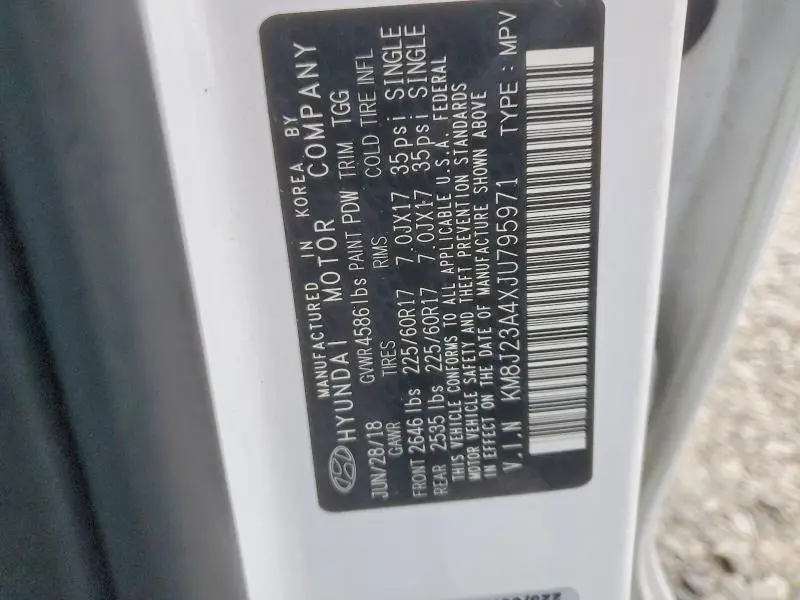 MANUFACTURED IN KOREA BY
HYUNDAI MOTOR COMPANY
JUN/28/18 GVWR4586lbs PAINT PDW TRIM TGG
GAWR TIRES RIMS COLD TIRE INFL
FRONT 2646 lbs 225/60R17 7.0JX17 35psi SINGLE
REAR 2535 lbs 225/60R17 7.0JX17 35psi SINGLE
THIS VEHICLE CONFORMS TO ALL APPLICABLE U.S.A. FEDERAL
MOTOR VEHICLE SAFETY AND THEFT PREVENTION STANDARDS
IN EFFECT ON THE DATE OF MANUFACTURE SHOWN ABOVE
V.I.N KM8J23A4XJU795971 TYPE : MPV